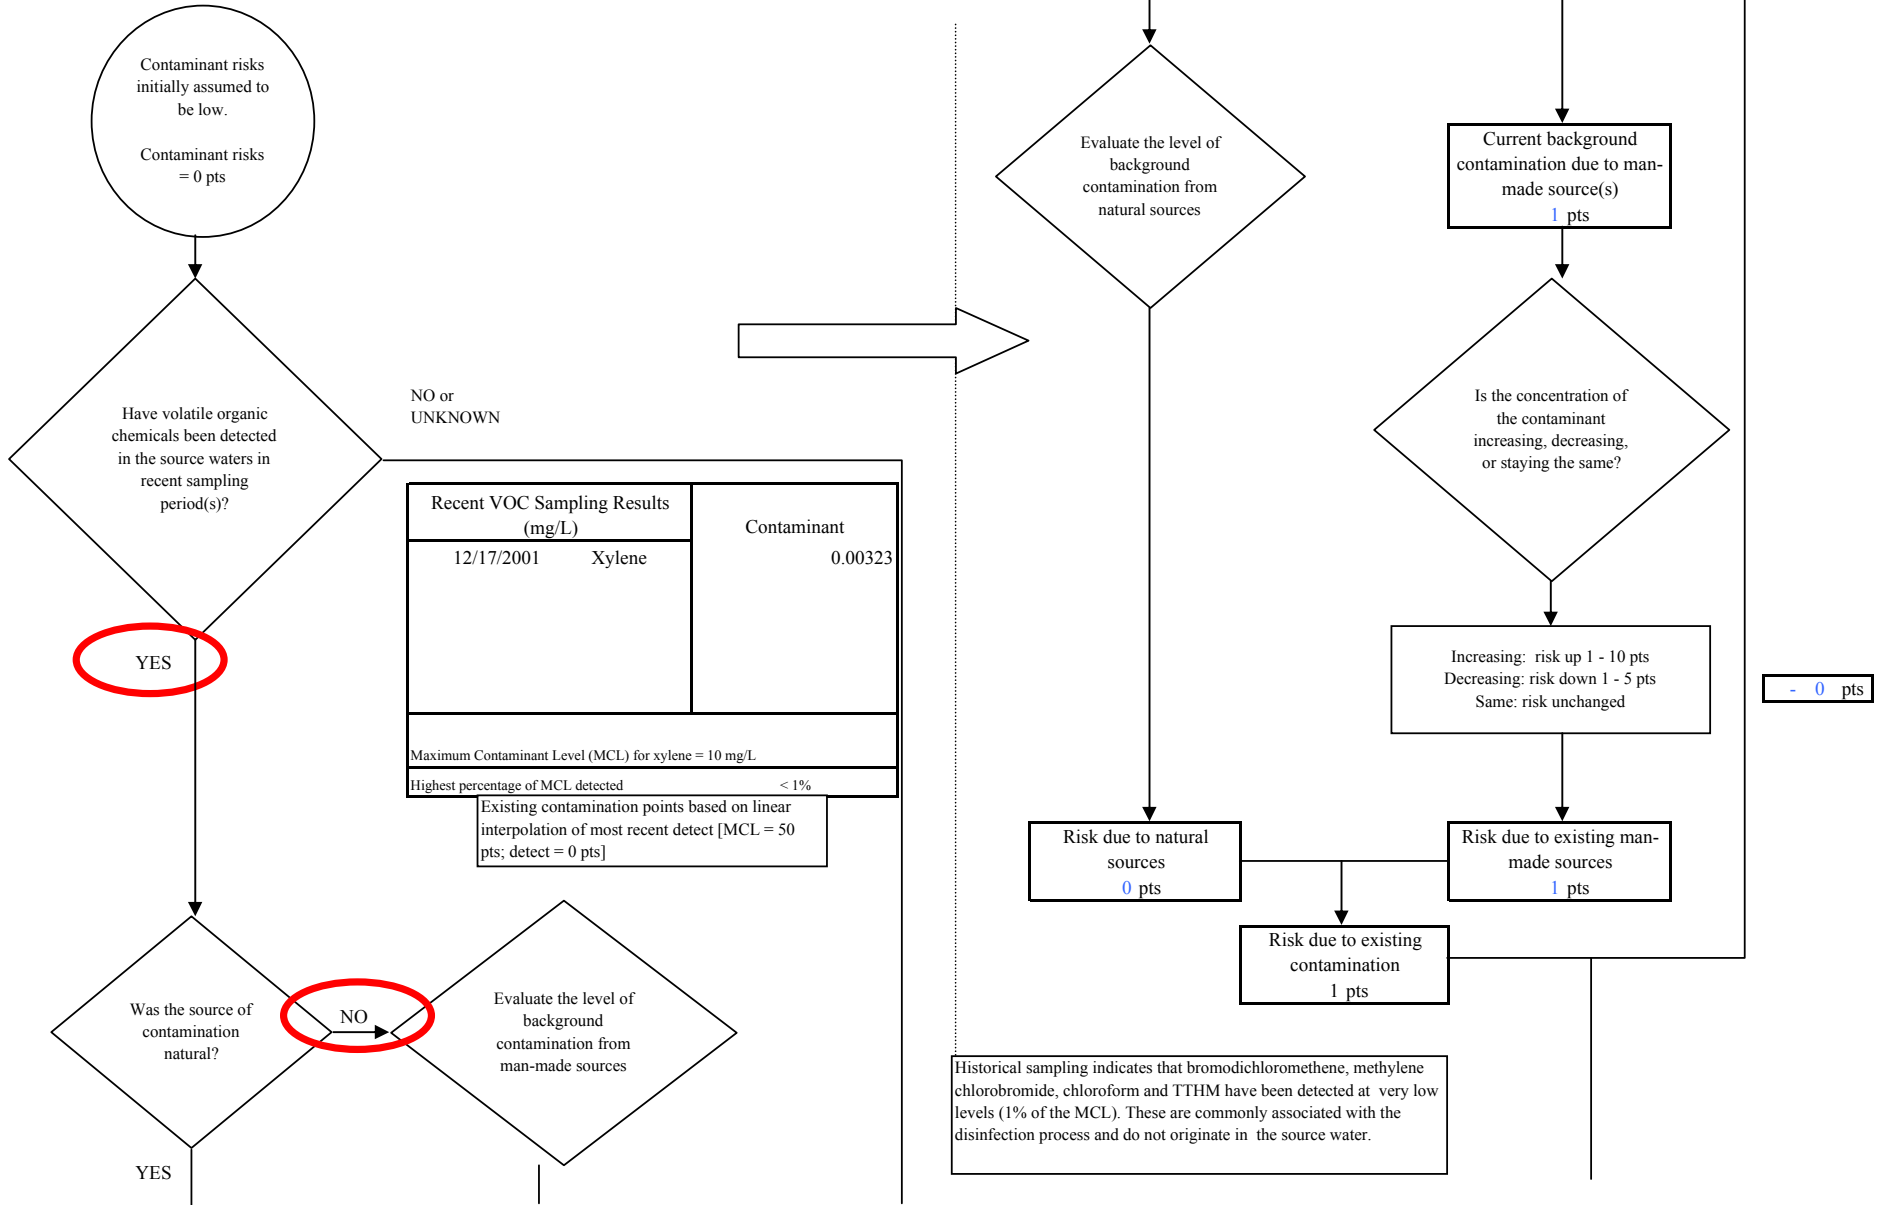 Contaminant risks
initially assumed to
be low.
Contaminant risks
= 0 pts
Have volatile organic
chemicals been detected
in the source waters in
recent sampling
period(s)?
NO or
UNKNOWN
YES
Recent VOC Sampling Results
(mg/L)
Contaminant
12/17/2001 Xylene 0.00323
Maximum Contaminant Level (MCL) for xylene = 10 mg/L
Highest percentage of MCL detected < 1%
Existing contamination points based on linear
interpolation of most recent detect [MCL = 50
pts; detect = 0 pts]
Was the source of
contamination
natural?
NO
YES
Evaluate the level of
background
contamination from
man-made sources
Evaluate the level of
background
contamination from
natural sources
Current background
contamination due to man-
made source(s)
1 pts
Is the concentration of
the contaminant
increasing, decreasing,
or staying the same?
Increasing: risk up 1 - 10 pts
Decreasing: risk down 1 - 5 pts
Same: risk unchanged
- 0 pts
Risk due to natural
sources
0 pts
Risk due to existing man-
made sources
1 pts
Risk due to existing
contamination
1 pts
Historical sampling indicates that bromodichloromethene, methylene
chlorobromide, chloroform and TTHM have been detected at very low
levels (1% of the MCL). These are commonly associated with the
disinfection process and do not originate in the source water.